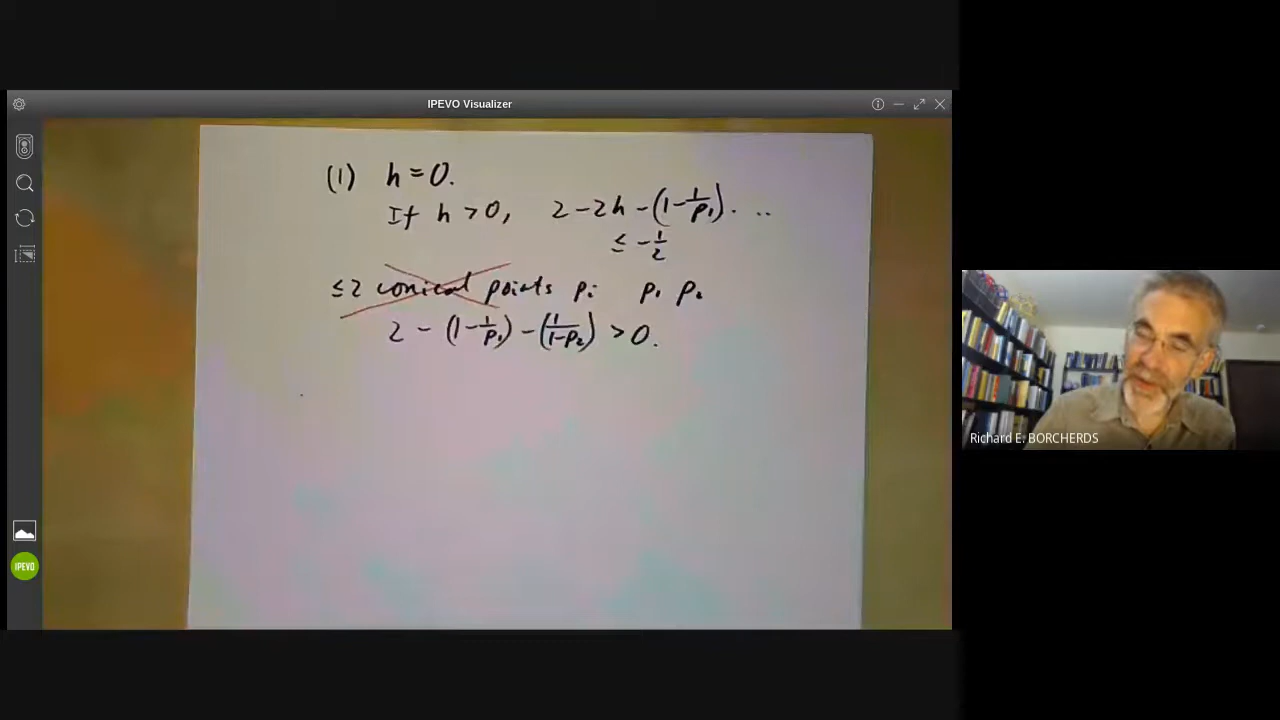 IPEVO Visualizer
(1) h = 0.
If h > 0, 2 - 2h - (1 - 1/p₁) . ..
≤ - 1/2
≤ 2 conical points pᵢ p₁ p₂
2 - (1 - 1/p₁) - (1/(1-p₂)) > 0.
Richard E. BORCHERDS
IPEVO